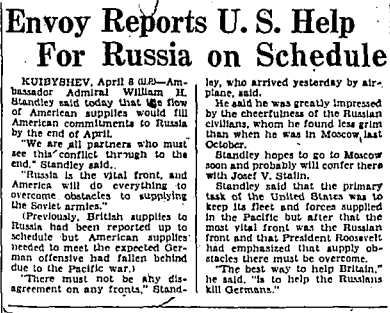 Envoy Reports U. S. Help
For Russia on Schedule
KUIBYSHEV, April 8 (U.P.)—Am-
bassador Admiral William H.
Standley said today that the flow
of American supplies would fill
American commitments to Russia
by the end of April.
"We are all partners who must
see this conflict through to the
end," Standley said.
"Russia is the vital front, and
America will do everything to
overcome obstacles to supplying
the Soviet armies."
(Previously, British supplies to
Russia had been reported up to
schedule but American supplies
needed to meet the expected Ger-
man offensive had fallen behind
due to the Pacific war.)
"There must not be any dis-
agreement on any fronts," Stand-
ley, who arrived yesterday by air-
plane, said.
He said he was greatly impressed
by the cheerfulness of the Russian
civilians, whom he found less grim
than when he was in Moscow last
October.
Standley hopes to go to Moscow
soon and probably will confer there
with Josef V. Stalin.
Standley said that the primary
task of the United States was to
keep its fleet and forces supplied
in the Pacific but after that the
most vital front was the Russian
front and that President Roosevelt
had emphasized that supply ob-
stacles there must be overcome.
"The best way to help Britain,"
he said, "is to help the Russians
kill Germans."